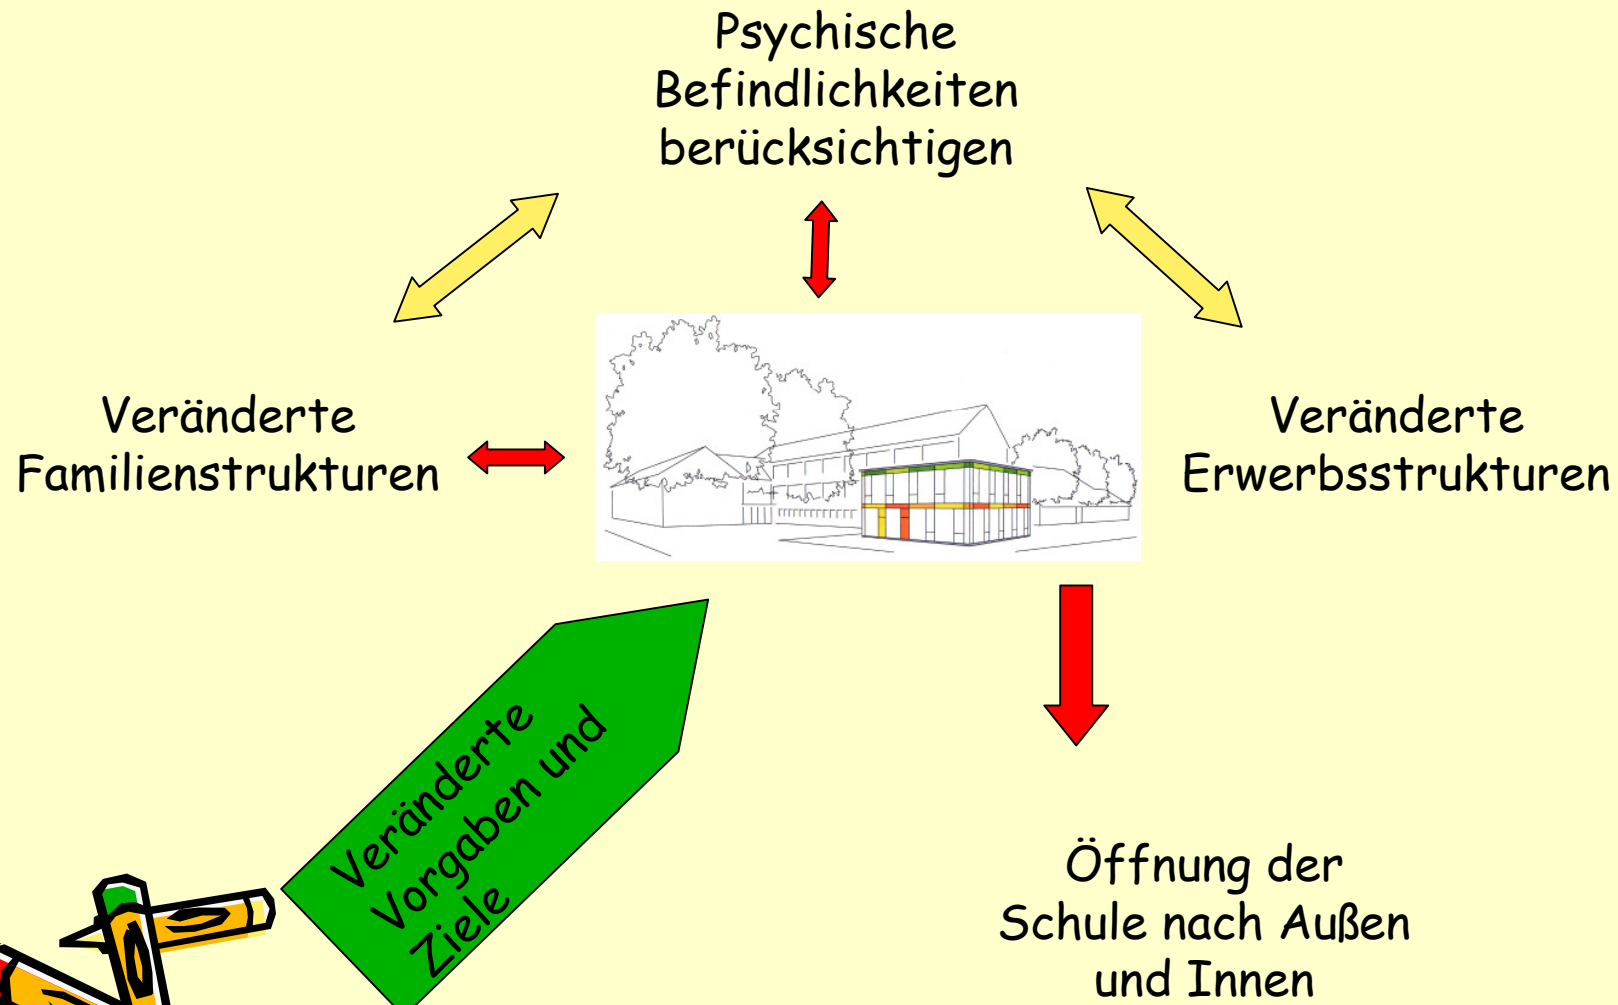 Psychische
Befindlichkeiten
berücksichtigen
Veränderte
Familienstrukturen
Veränderte
Erwerbsstrukturen
Veränderte
Vorgaben und
Ziele
Öffnung der
Schule nach Außen
und Innen